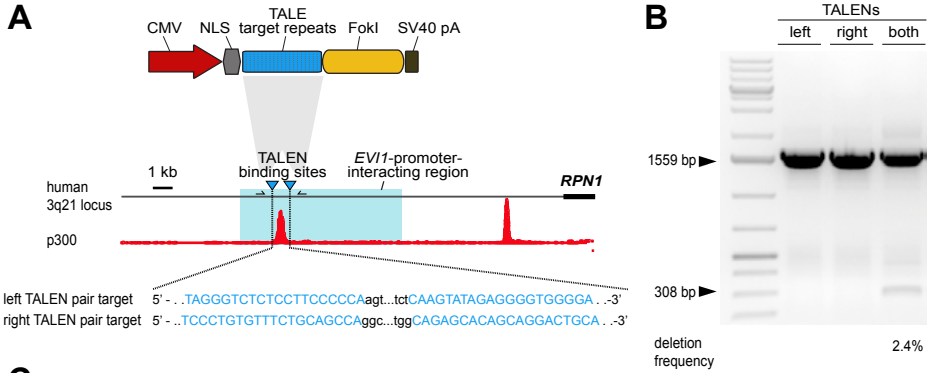 A
CMV NLS TALE target repeats FokI SV40 pA
1 kb
TALEN binding sites
EVI1-promoter-interacting region
RPN1
human 3q21 locus
p300
left TALEN pair target 5' - . .TAGGGTCTCTCCTTCCCCCAagt...tctCAAGTATAGAGGGGTGGGGA . .-3'
right TALEN pair target 5' - . ..TCCCTGTGTTTCTGCAGCCAggc...tggCAGAGCACAGCAGGACTGCA . .-3'
B
TALENs
left right both
1559 bp
308 bp
deletion frequency 2.4%